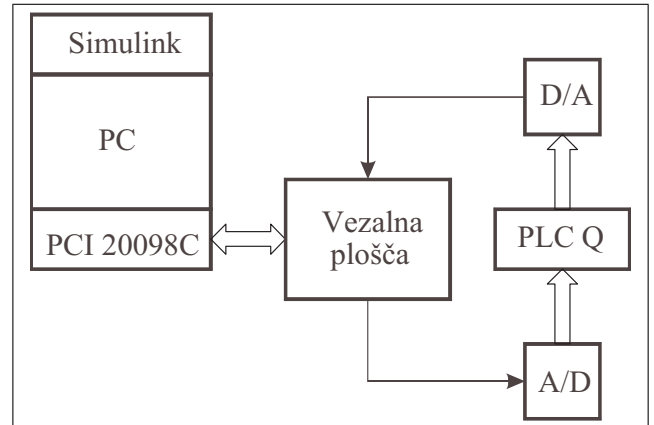 Simulink
PC
PCI 20098C
Vezalna
plošča
D/A
PLC Q
A/D